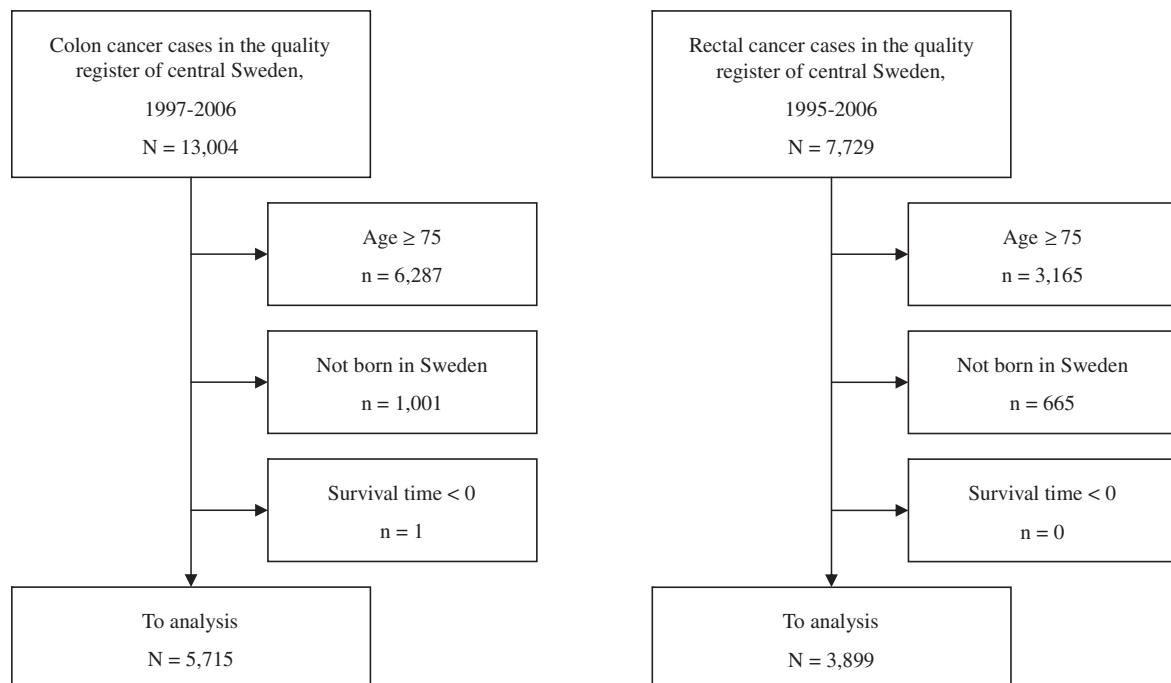 Colon cancer cases in the quality
register of central Sweden,
1997-2006
N = 13,004
Age ≥ 75
n = 6,287
Not born in Sweden
n = 1,001
Survival time < 0
n = 1
To analysis
N = 5,715
Rectal cancer cases in the quality
register of central Sweden,
1995-2006
N = 7,729
Age ≥ 75
n = 3,165
Not born in Sweden
n = 665
Survival time < 0
n = 0
To analysis
N = 3,899